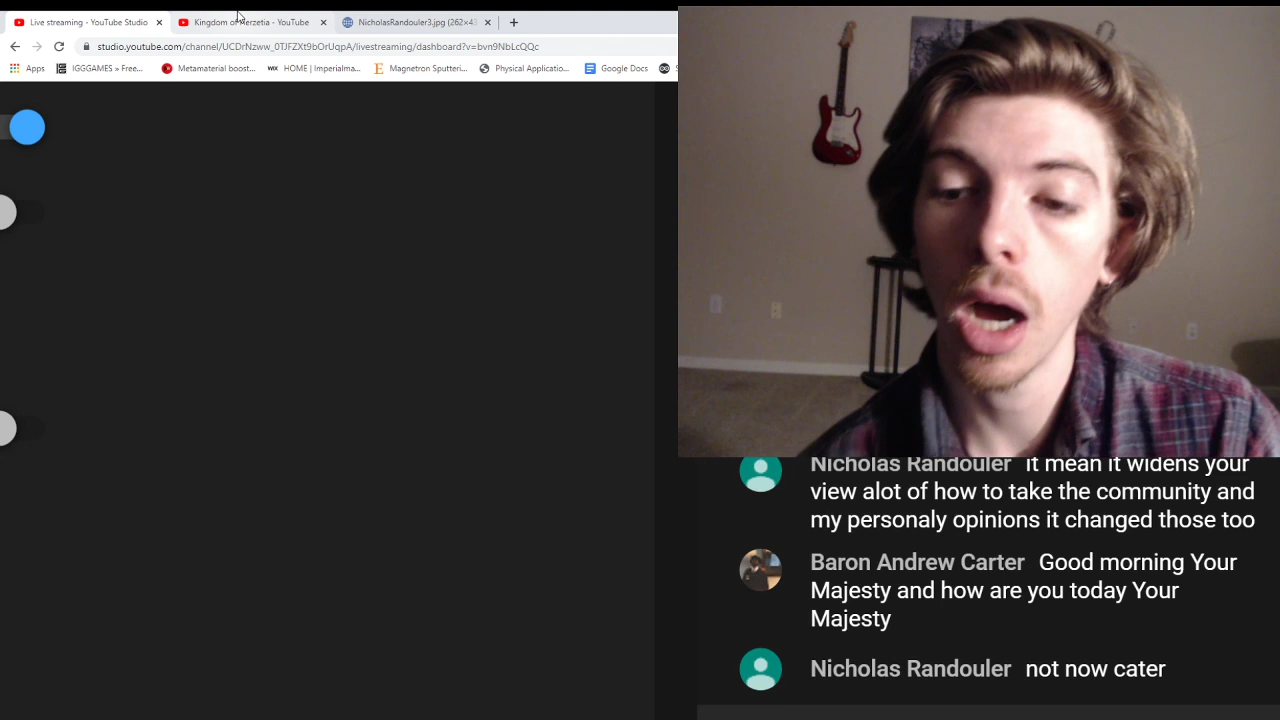 Live streaming - YouTube Studio
Kingdom of
erzetia - YouTube
NicholasRandouler3.jpg (262×43
studio.youtube.com/channel/UCDrNzww_0TJFZXt9bOrUqpA/livestreaming/dashboard?v=bvn9NbLcQQc
Apps
IGGGAMES » Free...
Metamaterial boost...
WIX HOME | Imperialma...
E Magnetron Sputteri...
Physical Applicatio...
Google Docs
Nicholas Randouler it mean it widens your
view alot of how to take the community and
my personaly opinions it changed those too
Baron Andrew Carter Good morning Your
Majesty and how are you today Your
Majesty
Nicholas Randouler not now cater